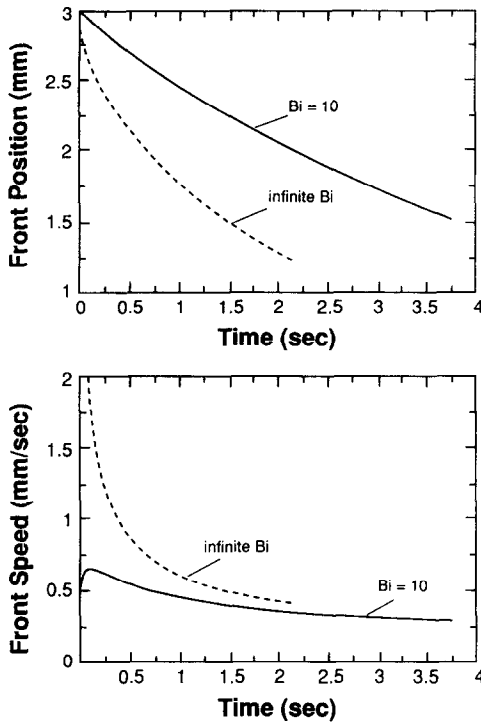 Front Position (mm)
3
2.5
2
1.5
1
Bi = 10
infinite Bi
0 0.5 1 1.5 2 2.5 3 3.5 4
Time (sec)
Front Speed (mm/sec)
2
1.5
1
0.5
0
infinite Bi
Bi = 10
0.5 1 1.5 2 2.5 3 3.5 4
Time (sec)